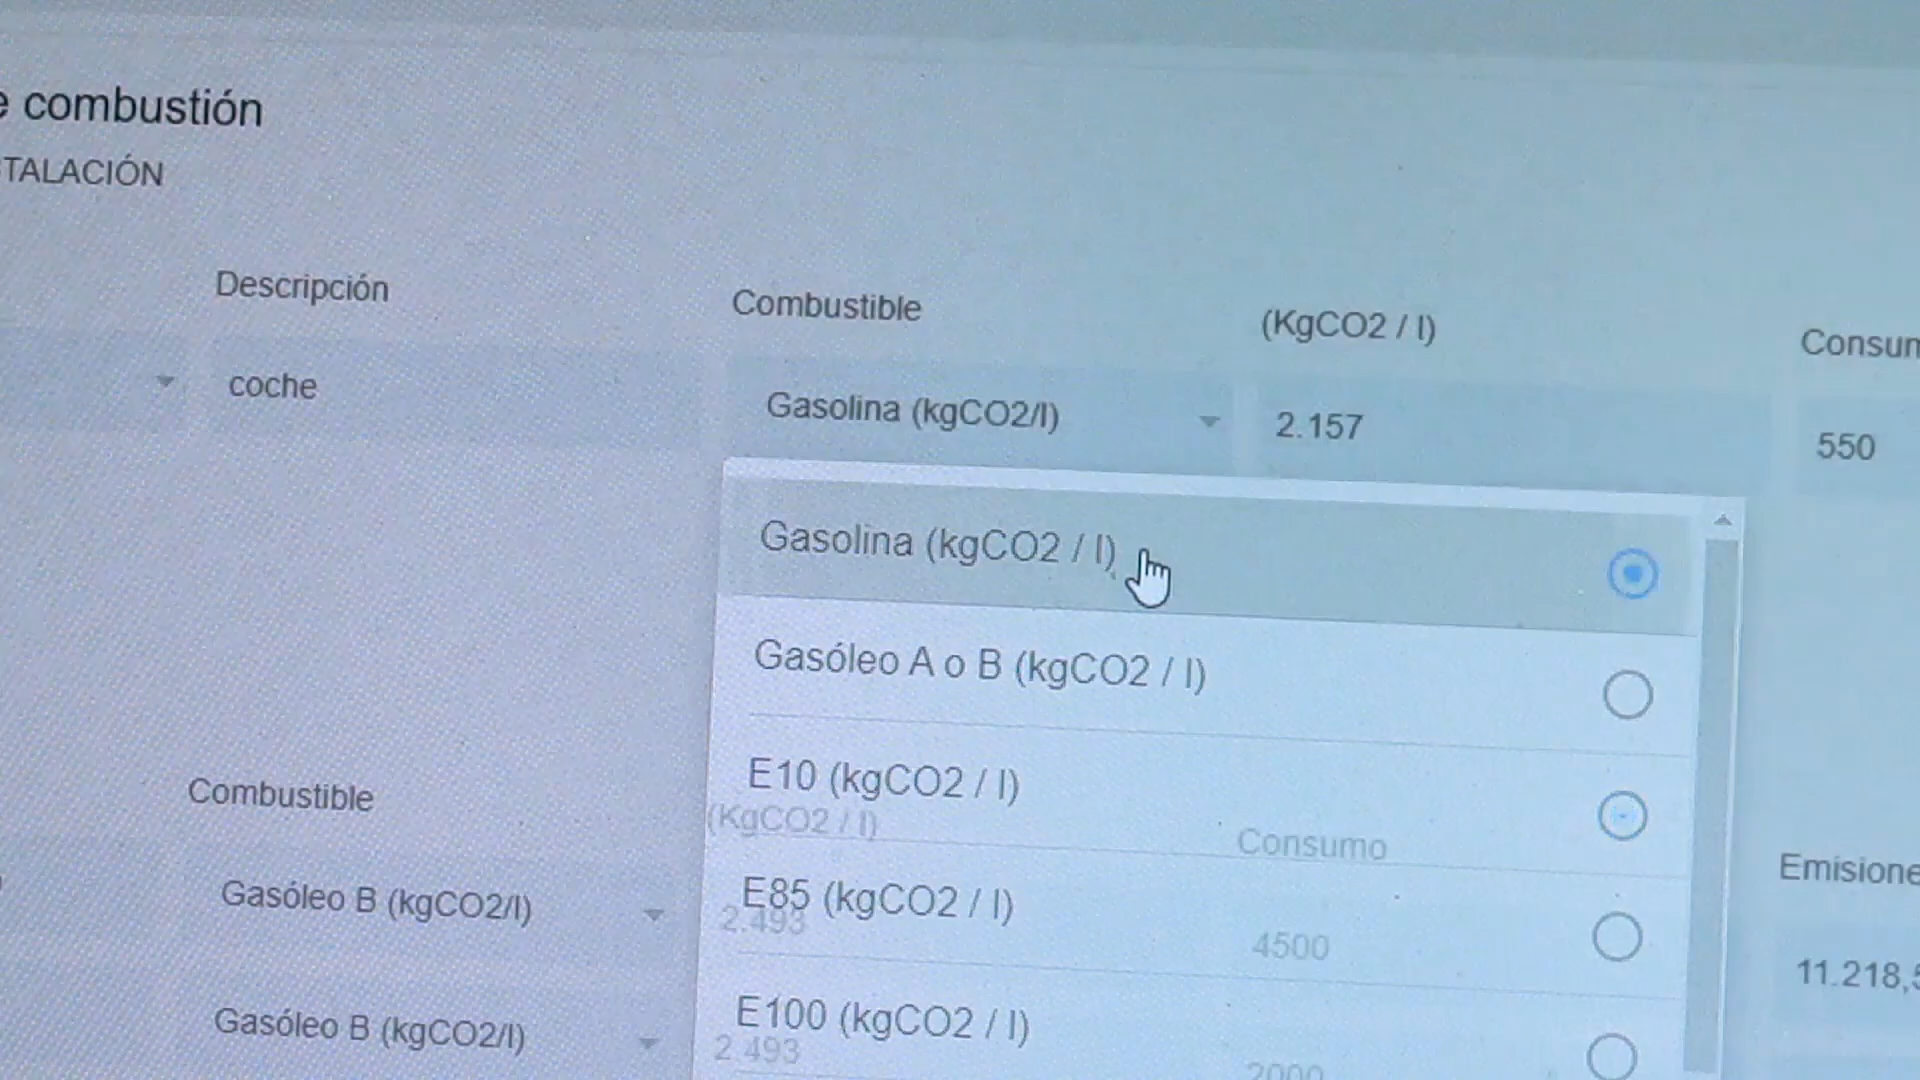 combustión
TALACIÓN
Descripción Combustible (KgCO2 / l)
coche Gasolina (kgCO2/l) 2.157 550
Gasolina (kgCO2 / l)
Gasóleo A o B (kgCO2 / l)
E10 (kgCO2 / l)
Combustible (KgCO2 / l) Consumo
E85 (kgCO2 / l)
Gasóleo B (kgCO2/l) 2.493 4500
E100 (kgCO2 / l)
Gasóleo B (kgCO2/l) 2.493 2000